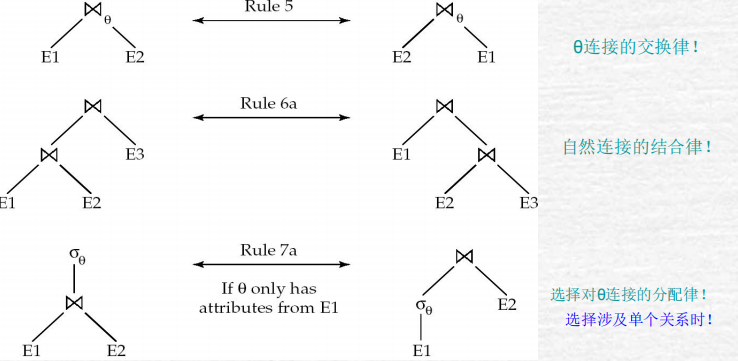 ⋈θ Rule 5 ⋈θ
E1 E2 E2 E1
θ连接的交换律！
⋈ Rule 6a ⋈
⋈ E3 E1 ⋈
E1 E2 E2 E3
自然连接的结合律！
σθ Rule 7a ⋈
If θ only has
attributes from E1
⋈ σθ E2
E1 E2 E1
选择对θ连接的分配律！
选择涉及单个关系时！